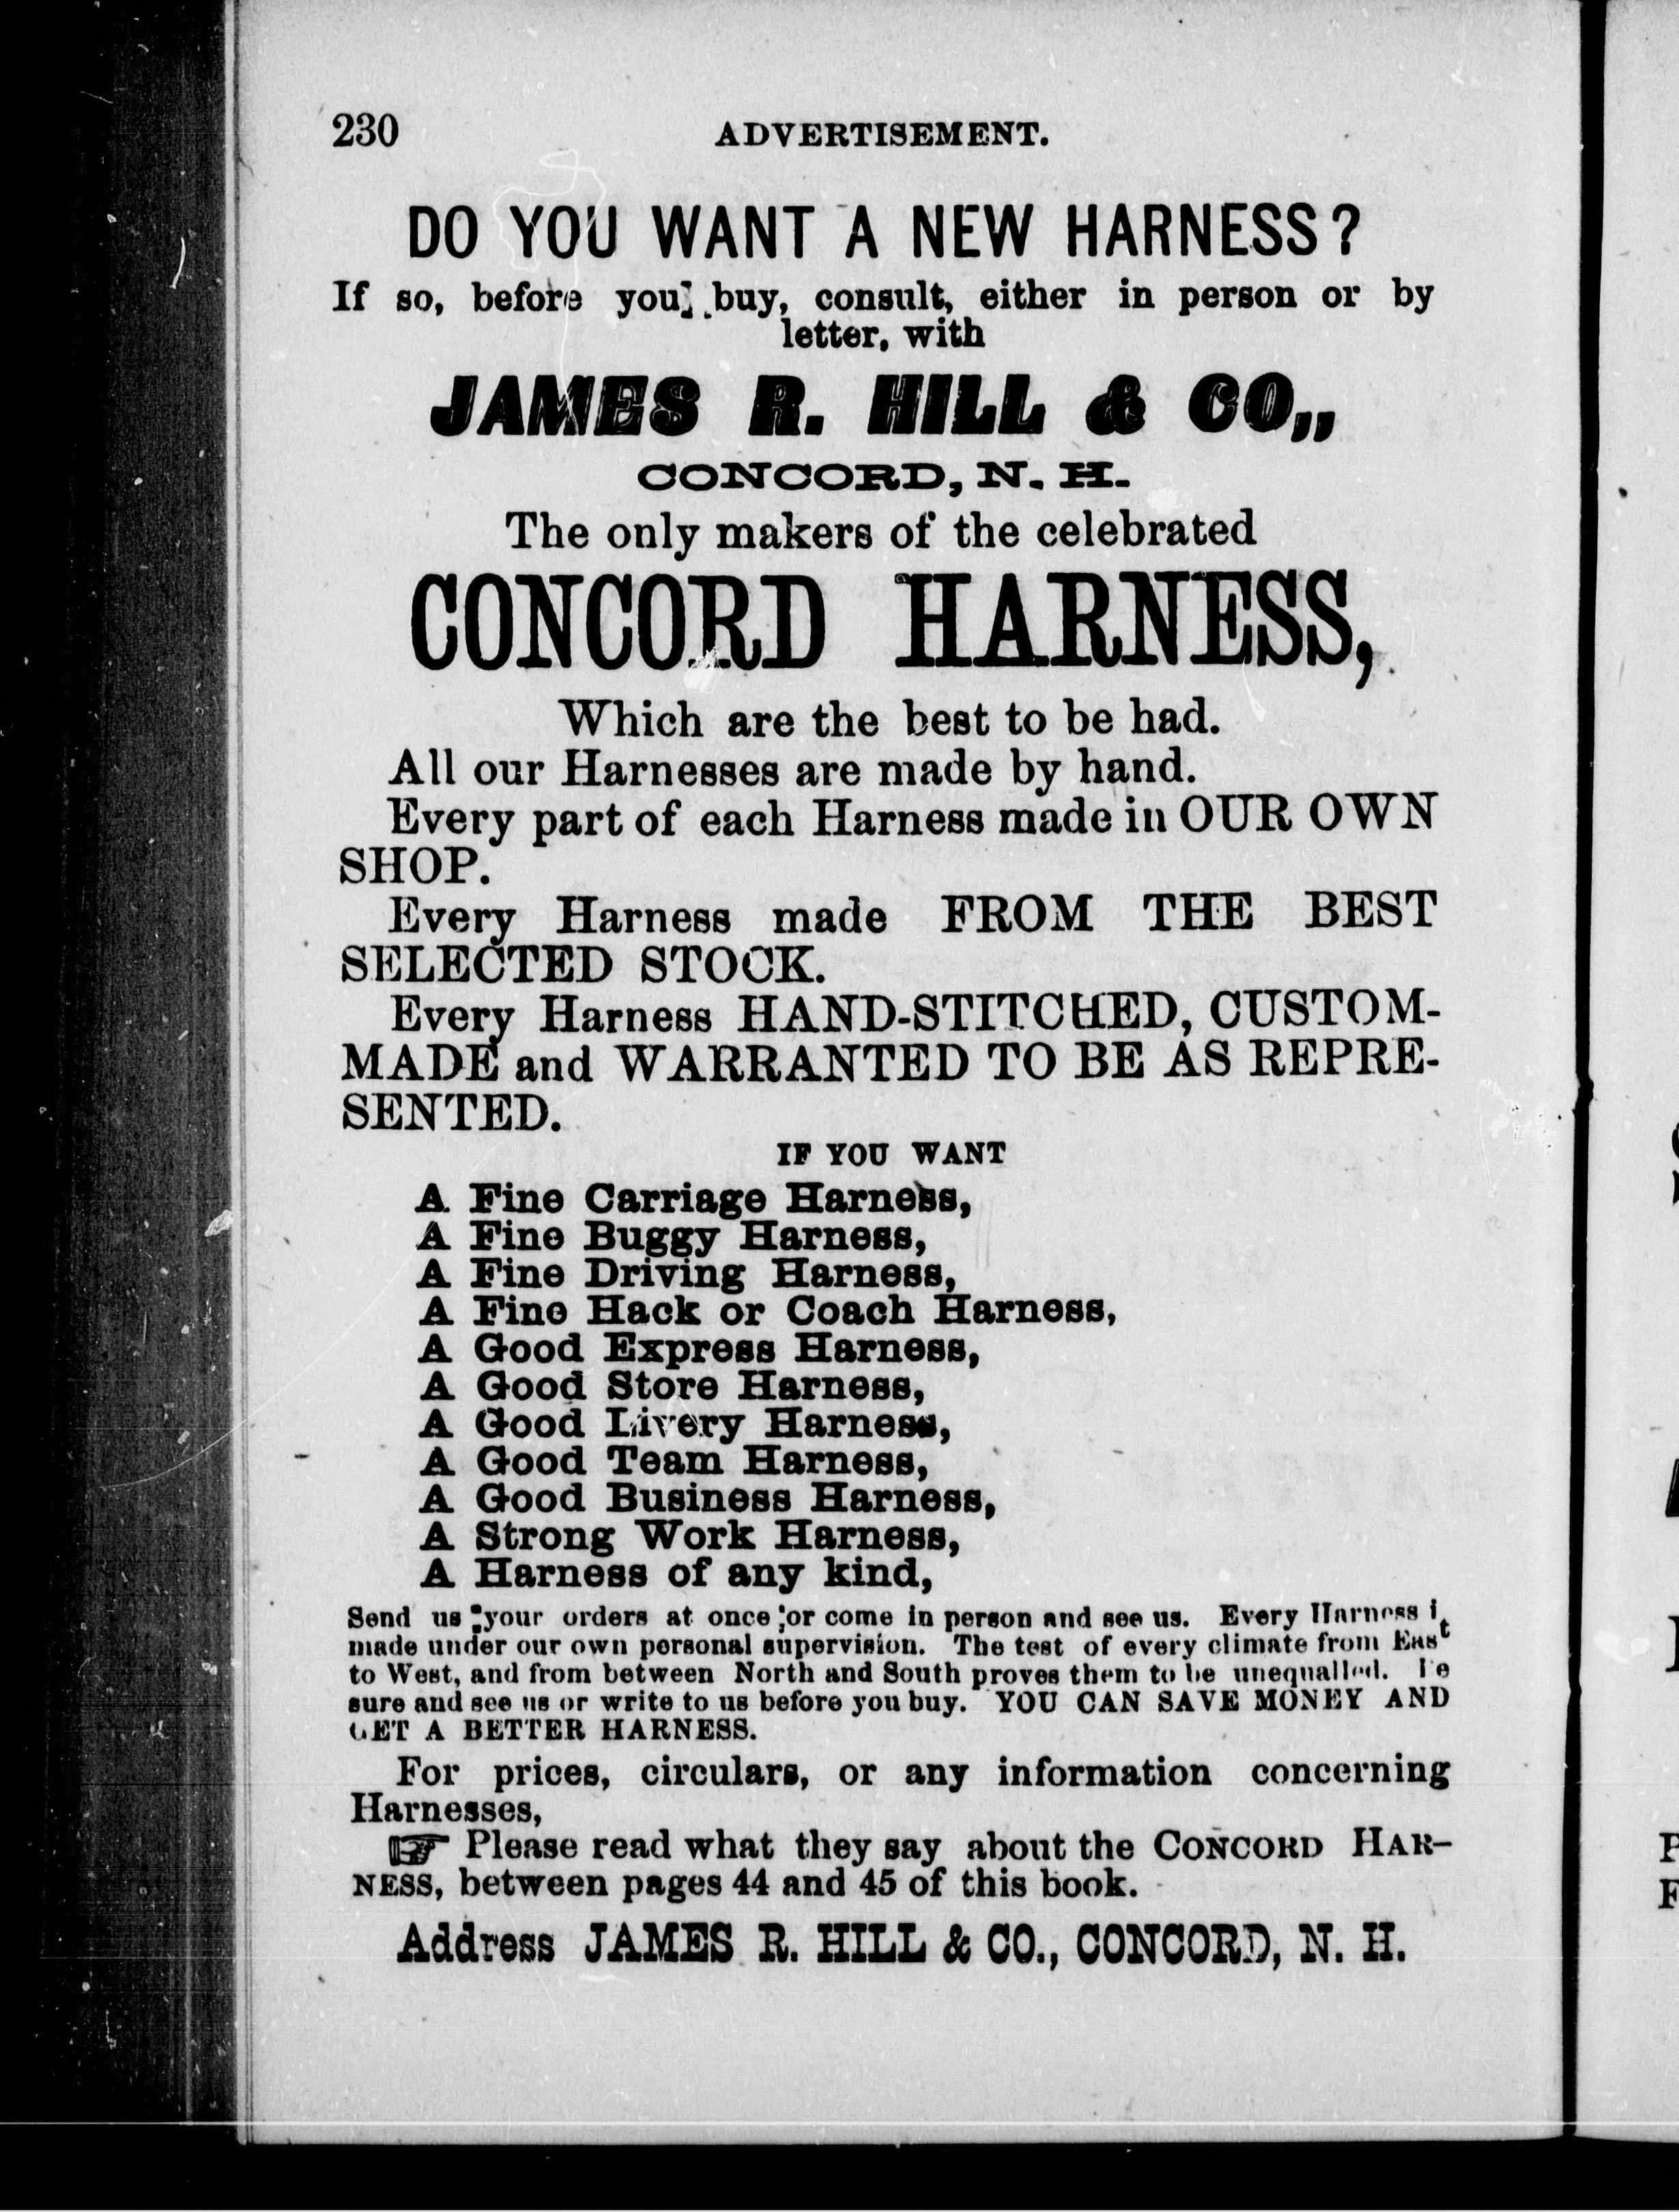 230 ADVERTISEMENT.
DO YOU WANT A NEW HARNESS?
If so, before you buy, consult, either in person or by
letter, with
JAMES R. HILL & CO,,
CONCORD, N. H.
The only makers of the celebrated
CONCORD HARNESS,
Which are the best to be had.
All our Harnesses are made by hand.
Every part of each Harness made in OUR OWN
SHOP.
Every Harness made FROM THE BEST
SELECTED STOCK.
Every Harness HAND-STITCHED, CUSTOM-
MADE and WARRANTED TO BE AS REPRE-
SENTED.
IF YOU WANT
A Fine Carriage Harness,
A Fine Buggy Harness,
A Fine Driving Harness,
A Fine Hack or Coach Harness,
A Good Express Harness,
A Good Store Harness,
A Good Livery Harness,
A Good Team Harness,
A Good Business Harness,
A Strong Work Harness,
A Harness of any kind,
Send us your orders at once or come in person and see us. Every Harness
made under our own personal supervision. The test of every climate from East
to West, and from between North and South proves them to be unequalled.
sure and see us or write to us before you buy. YOU CAN SAVE MONEY AND
GET A BETTER HARNESS.
For prices, circulars, or any information concerning
Harnesses,
☞ Please read what they say about the CONCORD HAR-
NESS, between pages 44 and 45 of this book.
Address JAMES R. HILL & CO., CONCORD, N. H.